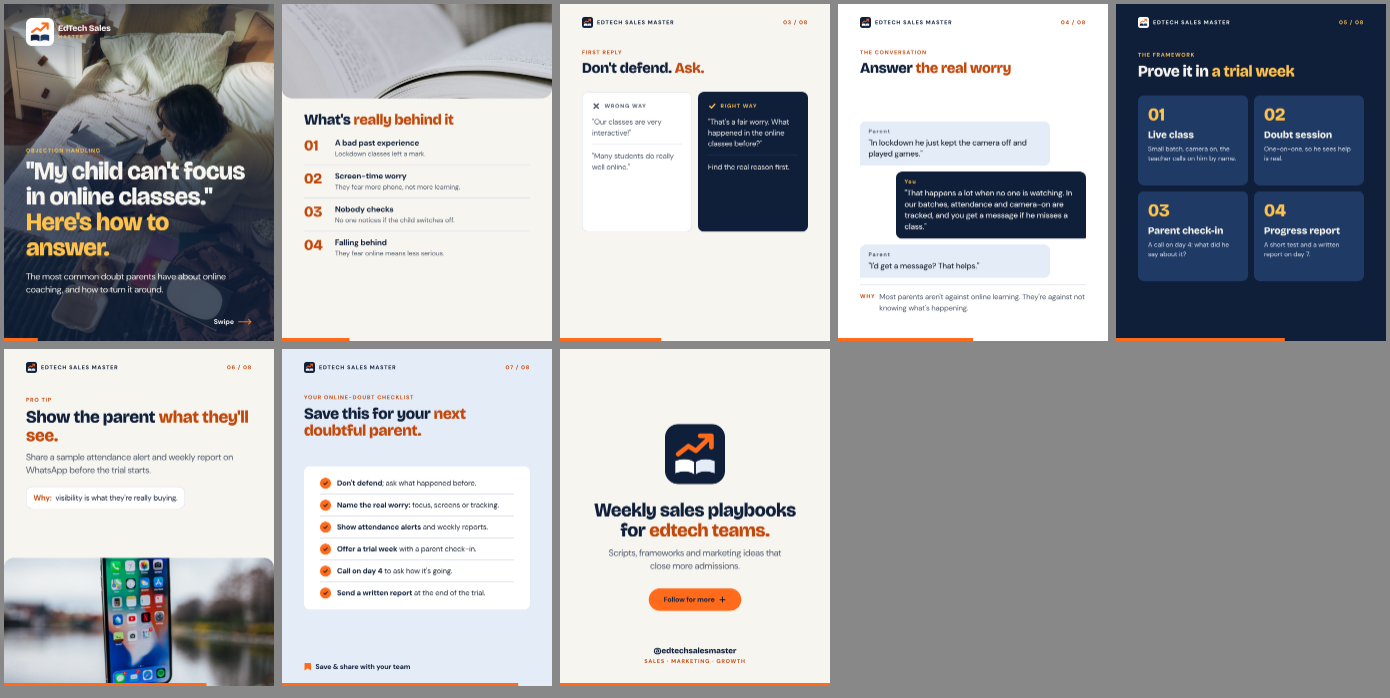 EdTech Sales
MASTER
OBJECTION HANDLING
"My child can't focus
in online classes."
Here's how to
answer.
The most common doubt parents have about online
coaching, and how to turn it around.
Swipe
What's really behind it
01 A bad past experience
Lockdown classes left a mark.
02 Screen-time worry
They fear more phone, not more learning.
03 Nobody checks
No one notices if the child switches off.
04 Falling behind
They fear online means less serious.
EDTECH SALES MASTER 03 / 08
FIRST REPLY
Don't defend. Ask.
WRONG WAY
"Our classes are very
interactive!"
"Many students do really
well online."
RIGHT WAY
"That's a fair worry. What
happened in the online
classes before?"
Find the real reason first.
EDTECH SALES MASTER 04 / 08
THE CONVERSATION
Answer the real worry
Parent
"In lockdown he just kept the camera off and
played games."
You
"That happens a lot when no one is watching. In
our batches, attendance and camera-on are
tracked, and you get a message if he misses a
class."
Parent
"I'd get a message? That helps."
WHY Most parents aren't against online learning. They're against not
knowing what's happening.
EDTECH SALES MASTER 05 / 08
THE FRAMEWORK
Prove it in a trial week
01
Live class
Small batch, camera on, the
teacher calls on him by name.
02
Doubt session
One-on-one, so he sees help
is real.
03
Parent check-in
A call on day 4: what did he
say about it?
04
Progress report
A short test and a written
report on day 7.
EDTECH SALES MASTER 06 / 08
PRO TIP
Show the parent what they'll
see.
Share a sample attendance alert and weekly report on
WhatsApp before the trial starts.
Why: visibility is what they're really buying.
EDTECH SALES MASTER 07 / 08
YOUR ONLINE-DOUBT CHECKLIST
Save this for your next
doubtful parent.
Don't defend; ask what happened before.
Name the real worry: focus, screens or tracking.
Show attendance alerts and weekly reports.
Offer a trial week with a parent check-in.
Call on day 4 to ask how it's going.
Send a written report at the end of the trial.
Save & share with your team
Weekly sales playbooks
for edtech teams.
Scripts, frameworks and marketing ideas that
close more admissions.
Follow for more +
@edtechsalesmaster
SALES · MARKETING · GROWTH